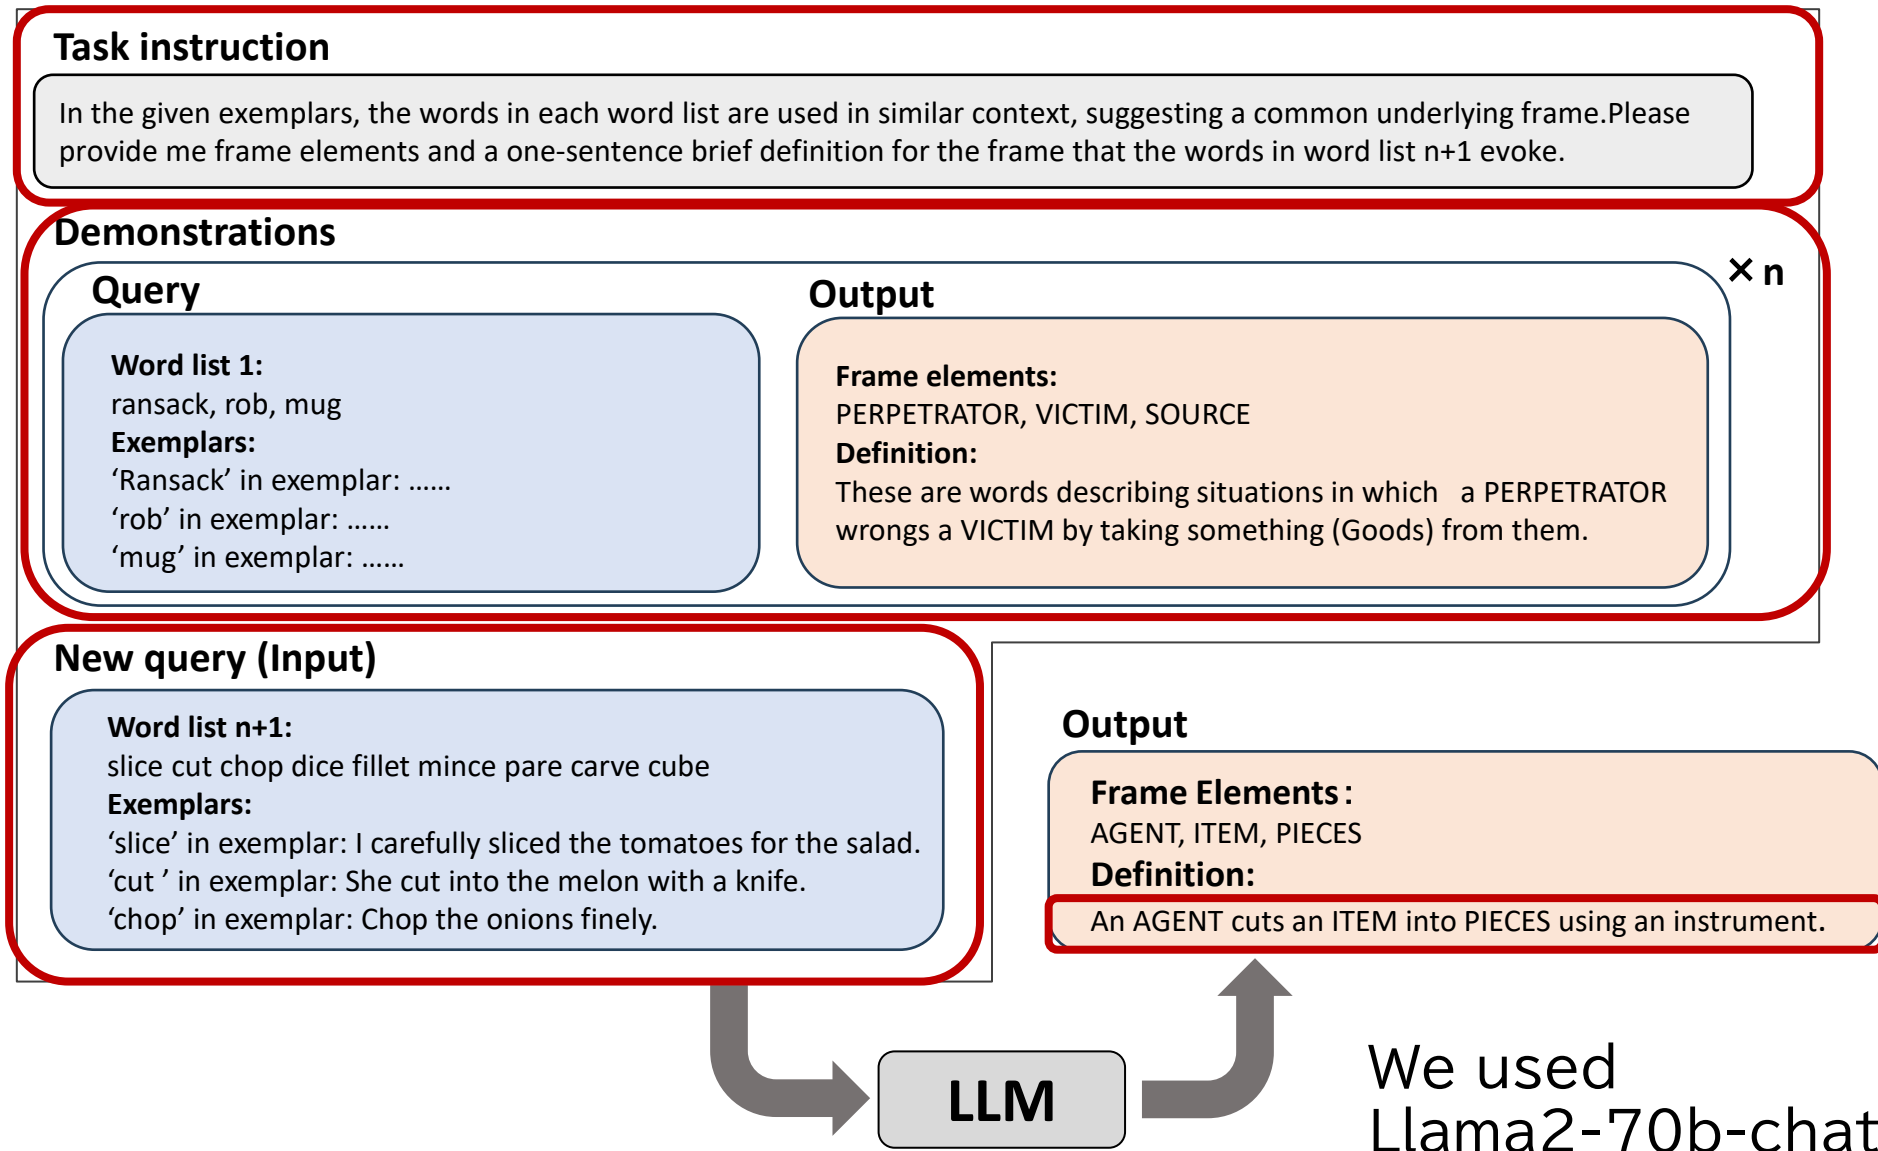 Task instruction
In the given exemplars, the words in each word list are used in similar context, suggesting a common underlying frame.Please
provide me frame elements and a one-sentence brief definition for the frame that the words in word list n+1 evoke.
Demonstrations
× n
Query
Word list 1:
ransack, rob, mug
Exemplars:
‘Ransack’ in exemplar: ......
‘rob’ in exemplar: ......
‘mug’ in exemplar: ......
Output
Frame elements:
PERPETRATOR, VICTIM, SOURCE
Definition:
These are words describing situations in which a PERPETRATOR
wrongs a VICTIM by taking something (Goods) from them.
New query (Input)
Word list n+1:
slice cut chop dice fillet mince pare carve cube
Exemplars:
‘slice’ in exemplar: I carefully sliced the tomatoes for the salad.
‘cut ’ in exemplar: She cut into the melon with a knife.
‘chop’ in exemplar: Chop the onions finely.
Output
Frame Elements:
AGENT, ITEM, PIECES
Definition:
An AGENT cuts an ITEM into PIECES using an instrument.
LLM
We used
Llama2-70b-chat